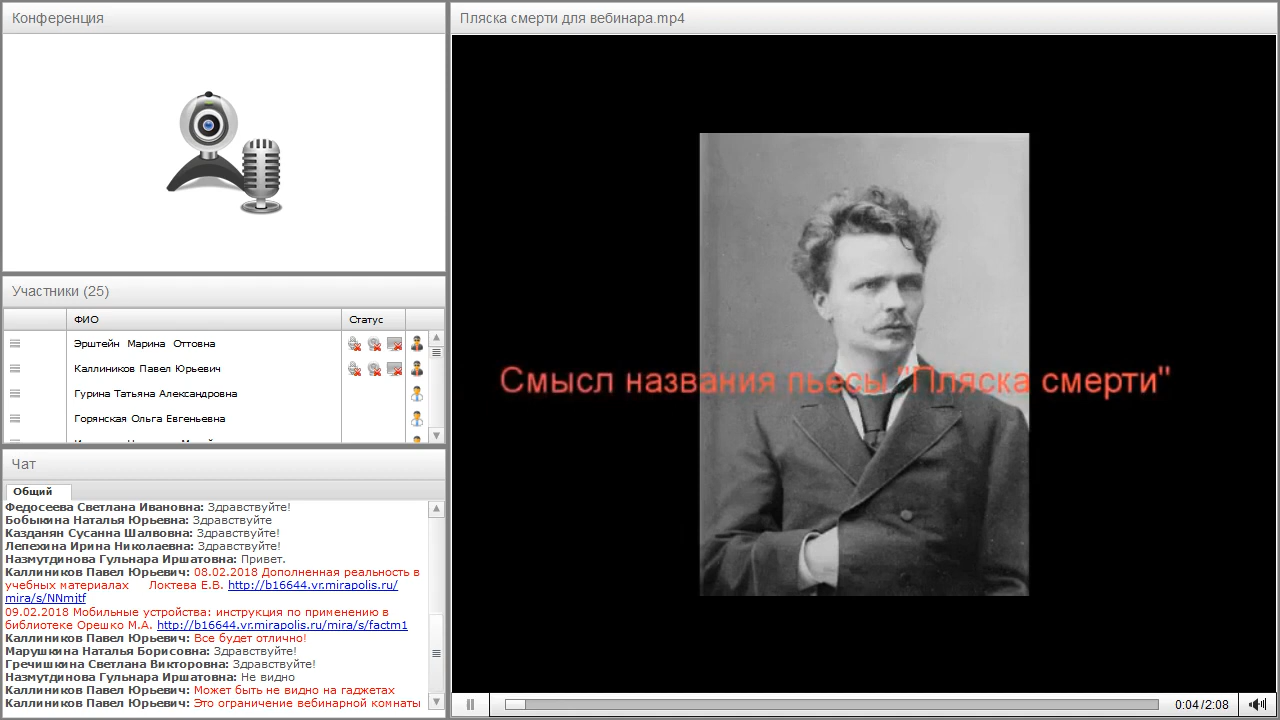 Конференция
Участники (25)
ФИО
Статус
Эрштейн Марина Оттовна
Каллиников Павел Юрьевич
Гурина Татьяна Александровна
Горянская Ольга Евгеньевна
Чат
Общий
Федосеева Светлана Ивановна: Здравствуйте!
Бобыкина Наталья Юрьевна: Здравствуйте
Казданян Сусанна Шалвовна: Здравствуйте!
Лепехина Ирина Николаевна: Здравствуйте!
Назмутдинова Гульнара Иршатовна: Привет.
Каллиников Павел Юрьевич: 08.02.2018 Дополненная реальность в
учебных материалах Локтева Е.В. http://b16644.vr.mirapolis.ru/
mira/s/NNmjtf
09.02.2018 Мобильные устройства: инструкция по применению в
библиотеке Орешко М.А. http://b16644.vr.mirapolis.ru/mira/s/factm1
Каллиников Павел Юрьевич: Все будет отлично!
Марушкина Наталья Борисовна: Здравствуйте!
Гречишкина Светлана Викторовна: Здравствуйте!
Назмутдинова Гульнара Иршатовна: Не видно
Каллиников Павел Юрьевич: Может быть не видно на гаджетах
Каллиников Павел Юрьевич: Это ограничение вебинарной комнаты
Пляска смерти для вебинара.mp4
Смысл названия пьесы "Пляска смерти"
0:04/2:08